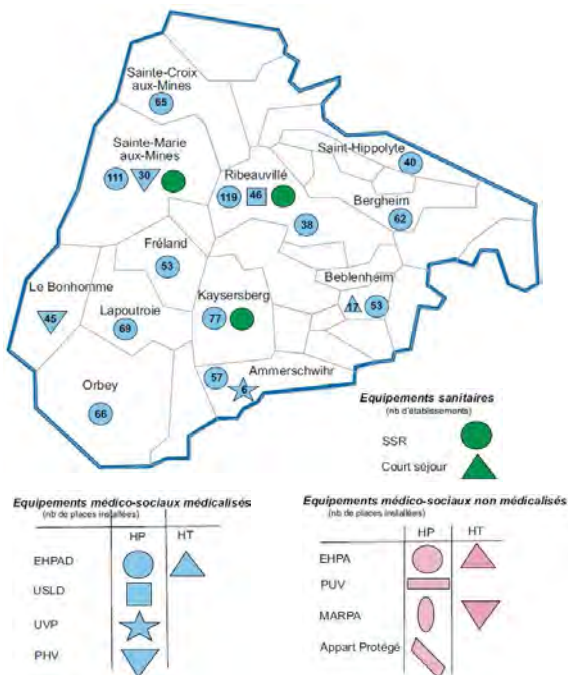 Sainte-Croix
aux-Mines
65
Sainte-Marie
aux-Mines
111 30
Ribeauvillé
119 46
38
Saint-Hippolyte
40
Bergheim
62
Fréland
53
Le Bonhomme
45
Lapoutroie
69
Kaysersberg
77
Beblenheim
17 53
57
Ammerschwihr
6
Orbey
66
Equipements sanitaires
(nb d'établissements)
SSR
Court séjour
Equipements médico-sociaux médicalisés
(nb de places installées)
HP HT
EHPAD
USLD
UVP
PHV
Equipements médico-sociaux non médicalisés
(nb de places installées)
HP HT
EHPA
PUV
MARPA
Appart Protégé